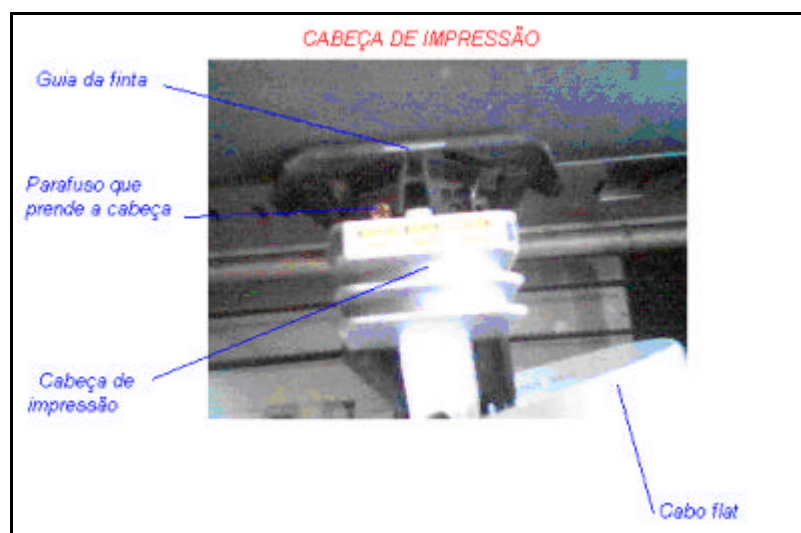 CABEÇA DE IMPRESSÃO
Guia da finta
Parafuso que
prende a cabeça
Cabeça de
impressão
Cabo flat